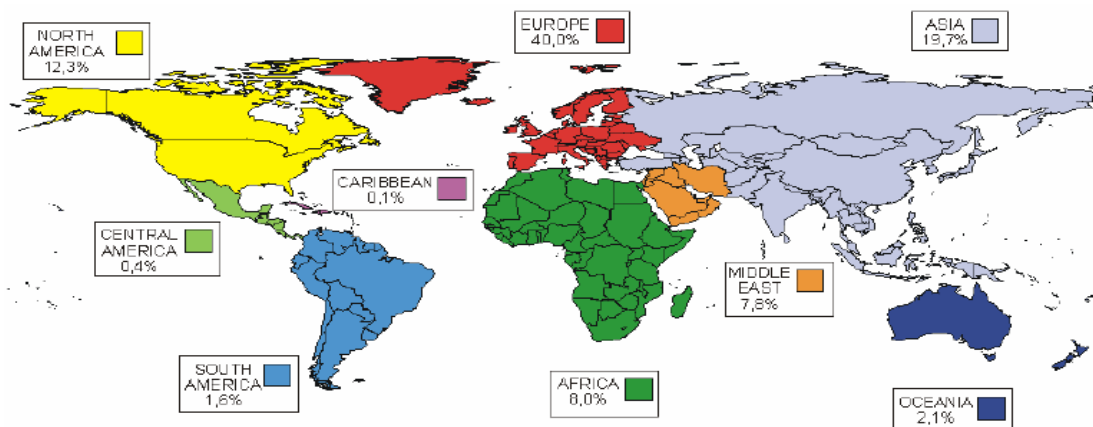 NORTH
AMERICA
12,3%
EUROPE
40,0%
ASIA
19,7%
CARIBBEAN
0,1%
CENTRAL
AMERICA
0,4%
MIDDLE
EAST
7,8%
SOUTH
AMERICA
1,6%
AFRICA
8,0%
OCEANIA
2,1%